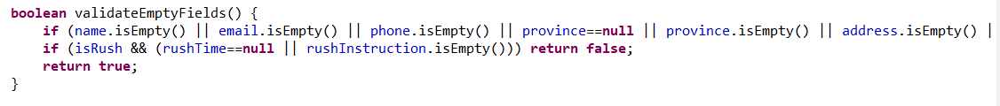 boolean validateEmptyFields() {
if (name.isEmpty() || email.isEmpty() || phone.isEmpty() || province==null || province.isEmpty() || address.isEmpty() |
if (isRush && (rushTime==null || rushInstruction.isEmpty())) return false;
return true;
}